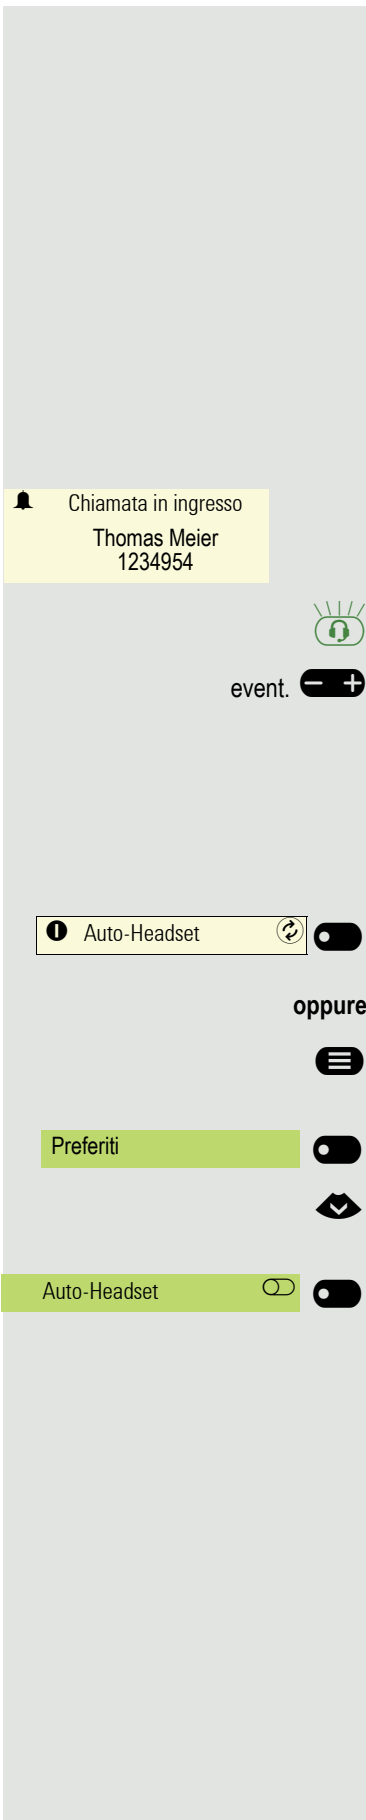 Chiamata in ingresso
Thomas Meier
1234954
event.
Auto-Headset
oppure
Preferiti
Auto-Headset